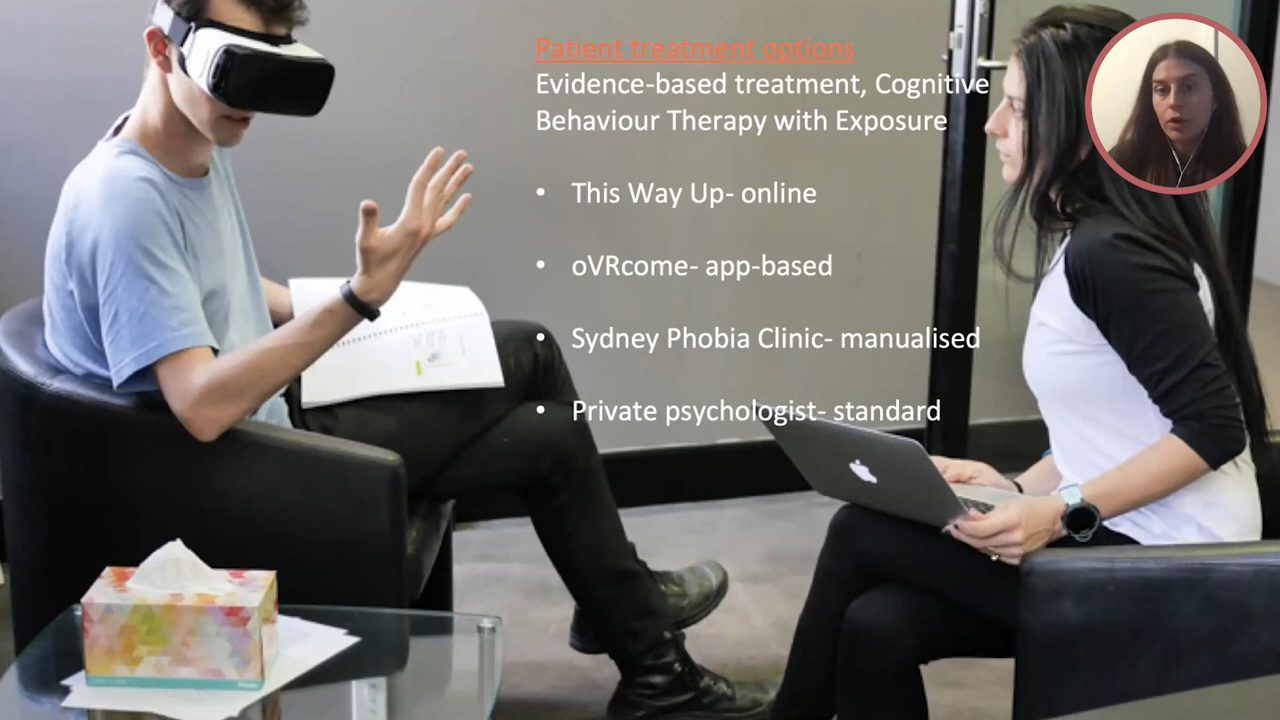 Patient treatment options
Evidence-based treatment, Cognitive
Behaviour Therapy with Exposure
• This Way Up- online
• oVRcome- app-based
• Sydney Phobia Clinic- manualised
• Private psychologist- standard